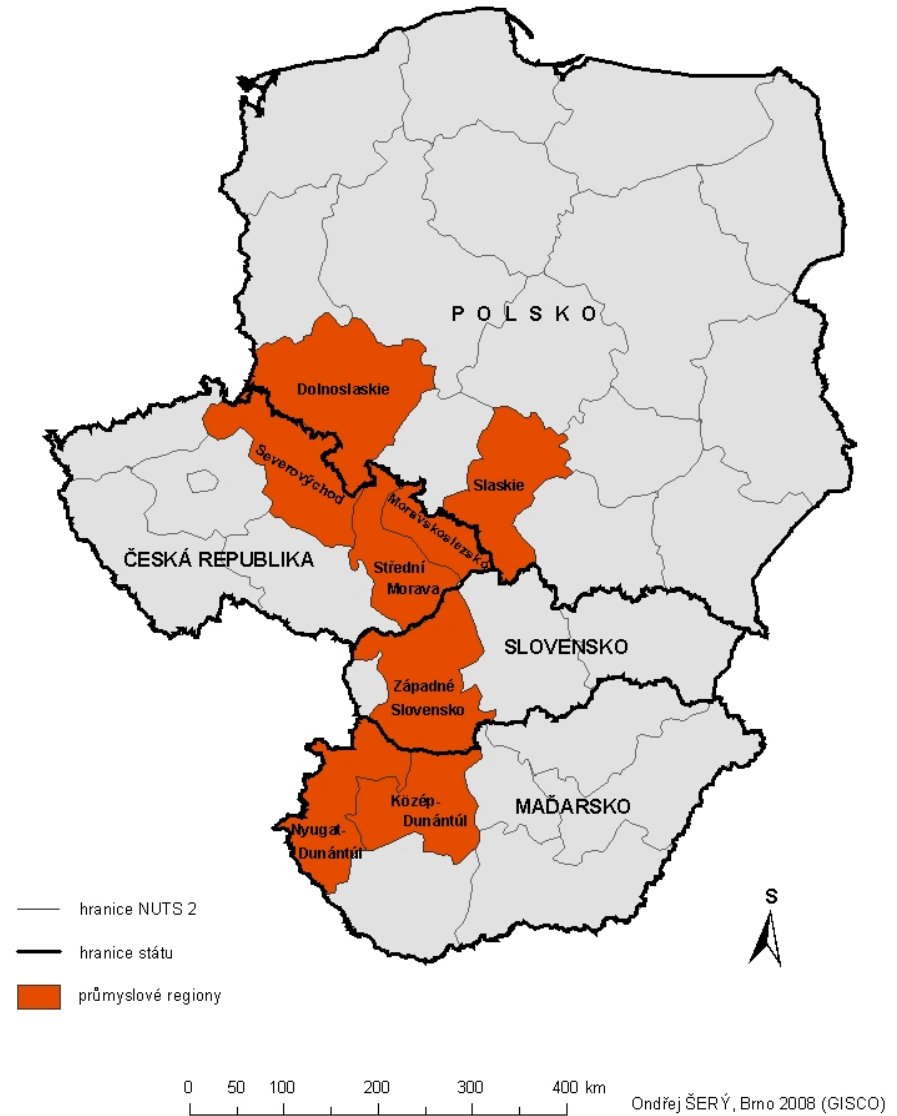 P O L S K O
Dolnoslaskie
Severovýchod
Slaskie
Moravskoslezsko
ČESKÁ REPUBLIKA
Střední
Morava
SLOVENSKO
Západné
Slovensko
Közép-
Dunántúl
MAĎARSKO
Nyugat-
Dunántúl
hranice NUTS 2
hranice státu
průmyslové regiony
S
0 50 100 200 300 400 km
Ondřej ŠERÝ, Brno 2008 (GISCO)